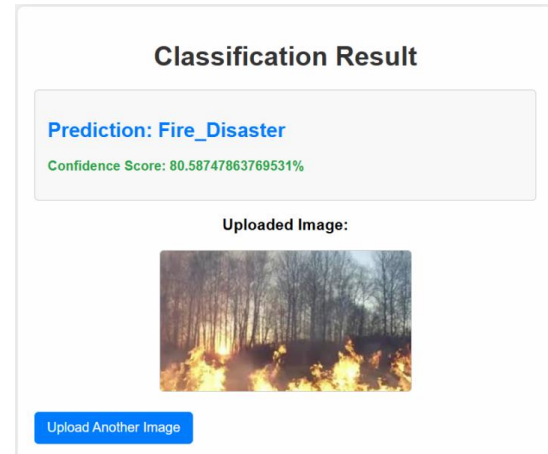 Classification Result
Prediction: Fire_Disaster
Confidence Score: 80.58747863769531%
Uploaded Image:
Upload Another Image